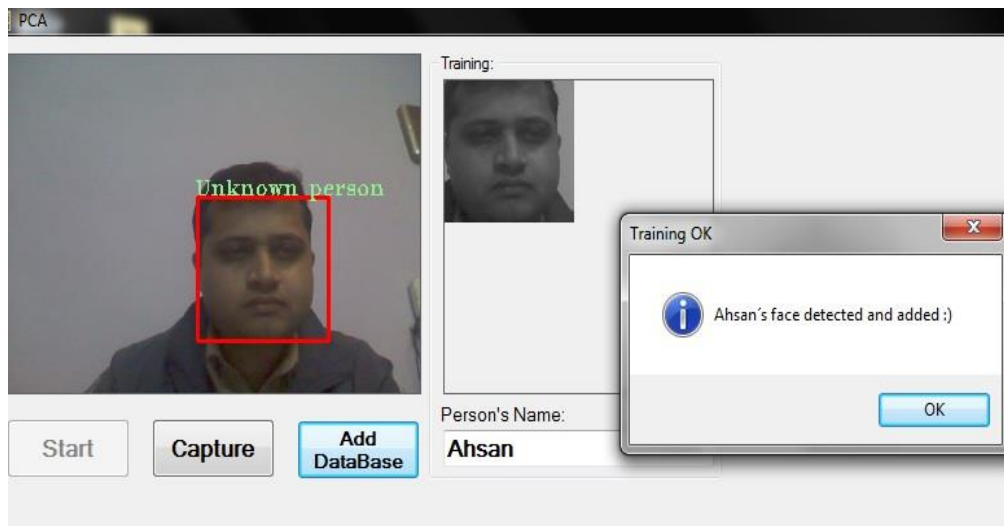 PCA
Unknown person
Training:
Training OK
x
Ahsan´s face detected and added :)
OK
Person's Name:
Ahsan
Start
Capture
Add
DataBase